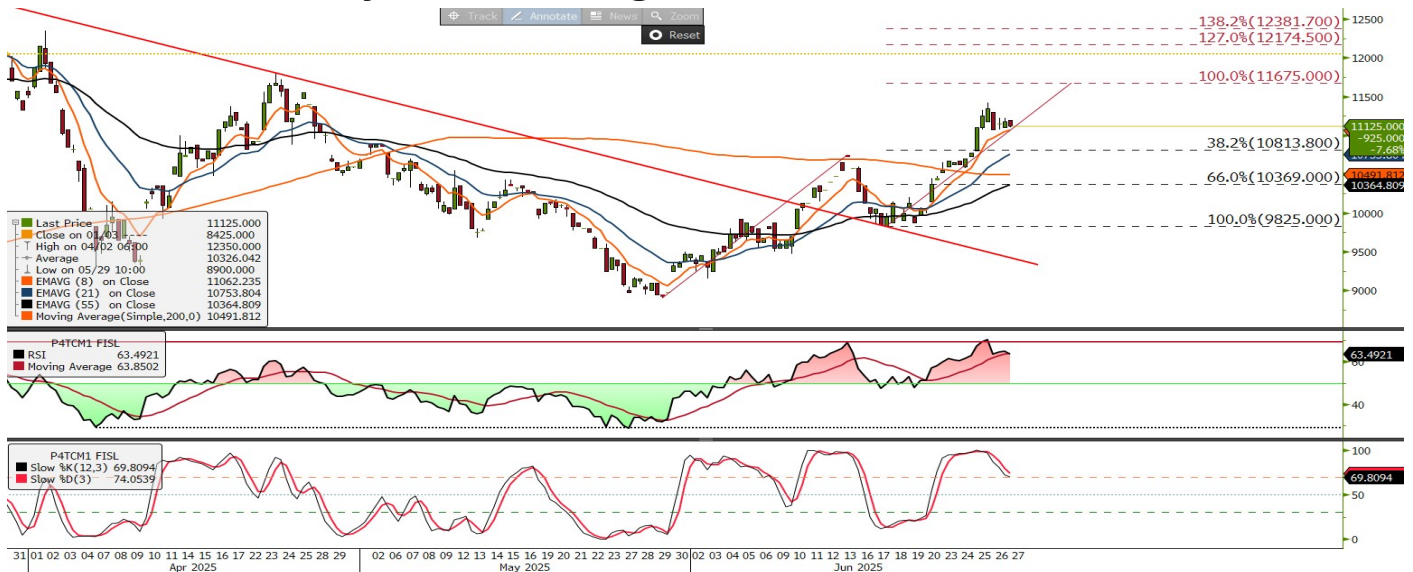 Track Annotate News Zoom
Reset
138.2%(12381.700)
127.0%(12174.500)
100.0%(11675.000)
38.2%(10813.800)
66.0%(10369.000)
100.0%(9825.000)
12500
12000
11500
11125.000
-925.000
-7.68%
10491.812
10364.809
10000
9500
9000
Last Price 11125.000
Close on 01/03 8425.000
High on 04/02 06:00 12350.000
Average 10326.042
Low on 05/29 10:00 8900.000
EMAVG (8) on Close 11062.235
EMAVG (21) on Close 10753.804
EMAVG (55) on Close 10364.809
Moving Average(Simple,200,0) 10491.812
P4TCM1 FISL
RSI 63.4921
Moving Average 63.8502
63.4921
40
P4TCM1 FISL
Slow %K(12,3) 69.8094
Slow %D(3) 74.0539
100
69.8094
50
0
31 01 02 03 04 07 08 09 10 11 14 15 16 17 22 23 24 25 28 29 02 06 07 08 09 12 13 14 15 16 19 20 21 22 23 27 28 29 30 02 03 04 05 06 09 10 11 12 13 16 17 18 19 20 23 24 25 26 27
Apr 2025 May 2025 Jun 2025